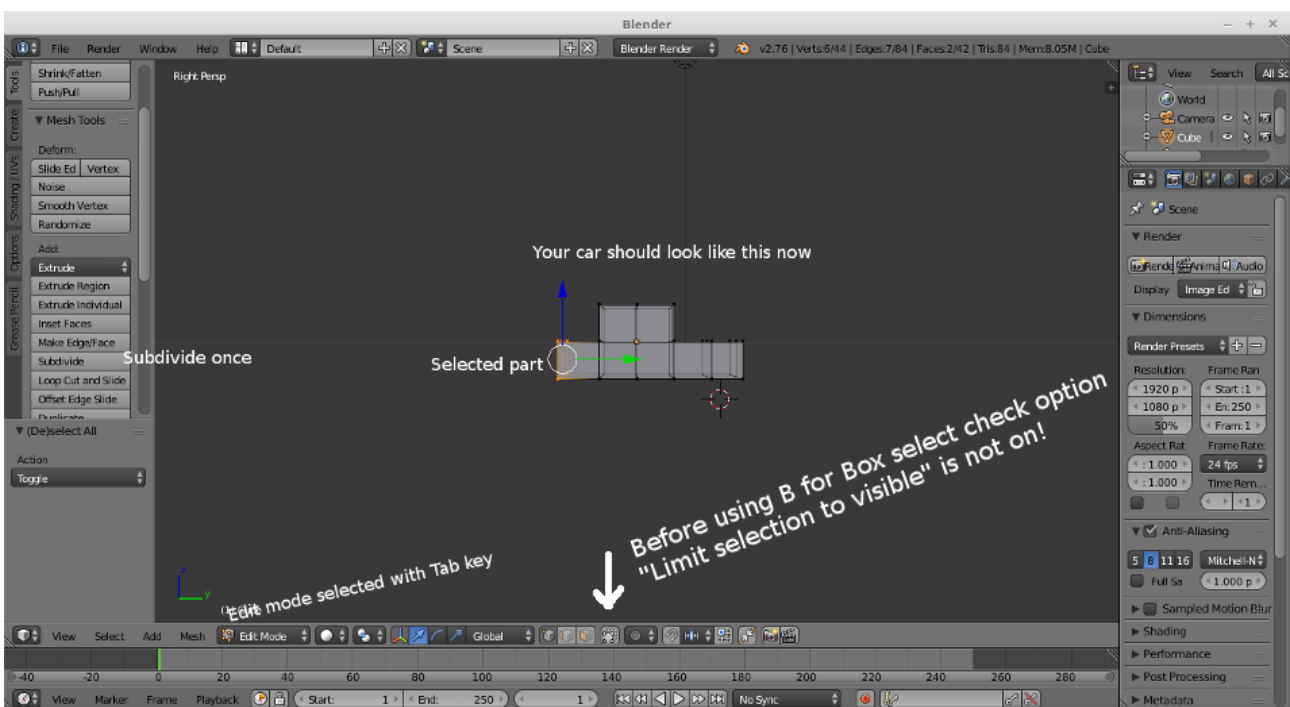 Blender
File Render Window Help Default Scene Blender Render v2.76 | Verts:6/44 | Edges:7/84 | Faces:2/42 | Tris:84 | Mem:8.05M | Cube
Tools
Create
Shading / UVs
Options
Grease Pencil
Shrink/Fatten
Push/Pull
Mesh Tools
Deform:
Slide Ed Vertex
Noise
Smooth Vertex
Randomize
Add:
Extrude
Extrude Region
Extrude Individual
Inset Faces
Make Edge/Face
Subdivide
Loop Cut and Slide
Offset Edge Slide
Duplicate
(De)select All
Action
Toggle
Right Persp
Your car should look like this now
Subdivide once
Selected part
Before using B for Box select check option
"Limit selection to visible" is not on!
Edit mode selected with Tab key
z
y
View Select Add Mesh Edit Mode Global
-40 -20 0 20 40 60 80 100 120 140 160 180 200 220 240 260 280
View Marker Frame Playback Start: 1 End: 250 1 No Sync
View Search All Sc
World
Camera
Cube
Scene
Render
Rende Anima Audio
Display Image Ed
Dimensions
Render Presets
Resolution: Frame Ran
1920 p Start :1
1080 p En: 250
50% Fram: 1
Aspect Rat Frame Rate:
: 1.000 24 fps
: 1.000 Time Rem...
1
Anti-Aliasing
5 8 11 16 Mitchell-N
Full Sa 1.000 p
Sampled Motion Blur
Shading
Performance
Post Processing
Metadata